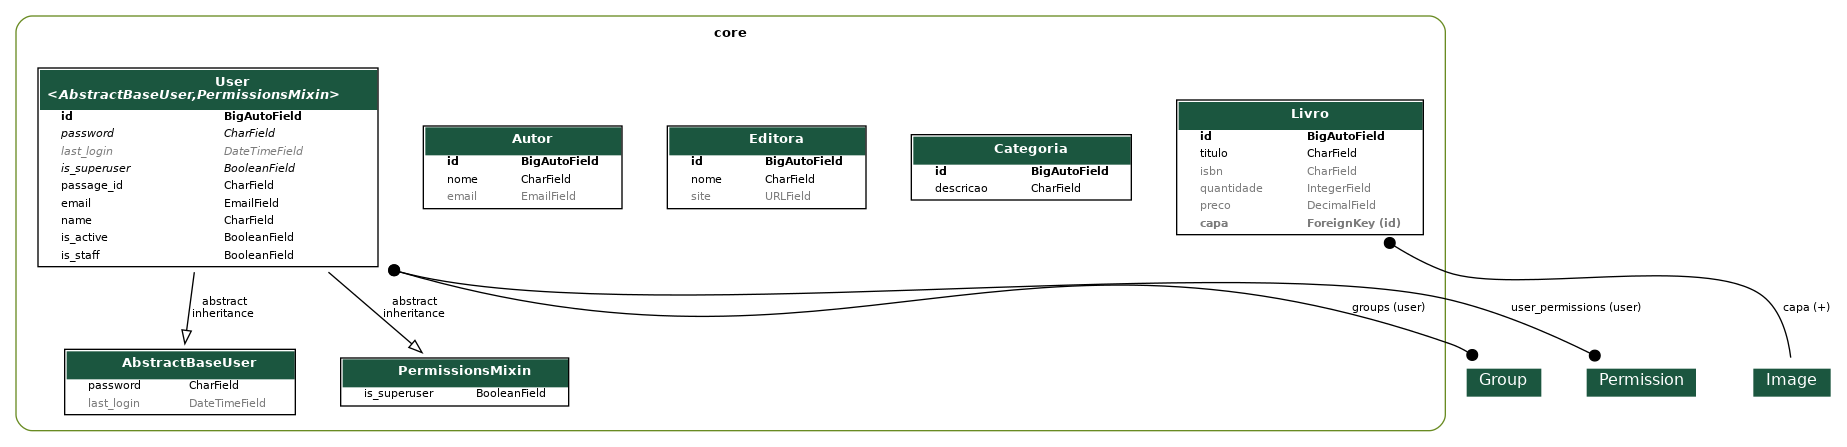 core
User
<AbstractBaseUser,PermissionsMixin>
id BigAutoField
password CharField
last_login DateTimeField
is_superuser BooleanField
passage_id CharField
email EmailField
name CharField
is_active BooleanField
is_staff BooleanField
Autor
id BigAutoField
nome CharField
email EmailField
Editora
id BigAutoField
nome CharField
site URLField
Categoria
id BigAutoField
descricao CharField
Livro
id BigAutoField
titulo CharField
isbn CharField
quantidade IntegerField
preco DecimalField
capa ForeignKey (id)
abstract
inheritance
abstract
inheritance
groups (user)
user_permissions (user)
capa (+)
AbstractBaseUser
password CharField
last_login DateTimeField
PermissionsMixin
is_superuser BooleanField
Group
Permission
Image